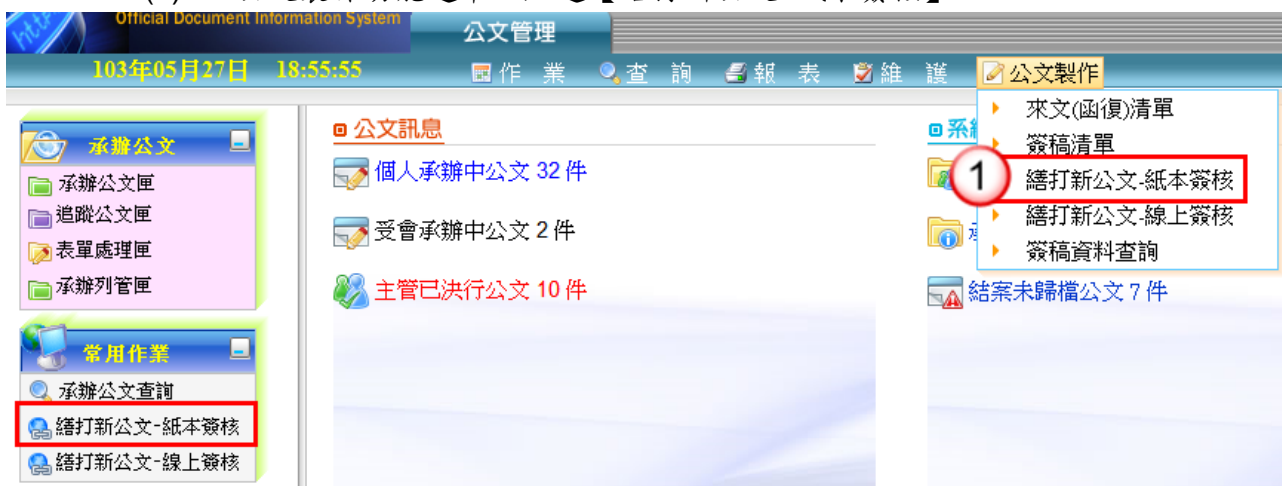 Official Document Information System
公文管理
103年05月27日 18:55:55
作 業 查 詢 報 表 維 護 公文製作
來文(函復)清單
簽稿清單
1
繕打新公文-紙本簽核
繕打新公文-線上簽核
簽稿資料查詢
承辦公文
承辦公文匣
追蹤公文匣
表單處理匣
承辦列管匣
常用作業
承辦公文查詢
繕打新公文-紙本簽核
繕打新公文-線上簽核
公文訊息
個人承辦中公文 32 件
受會承辦中公文 2 件
主管已決行公文 10 件
結案未歸檔公文 7 件